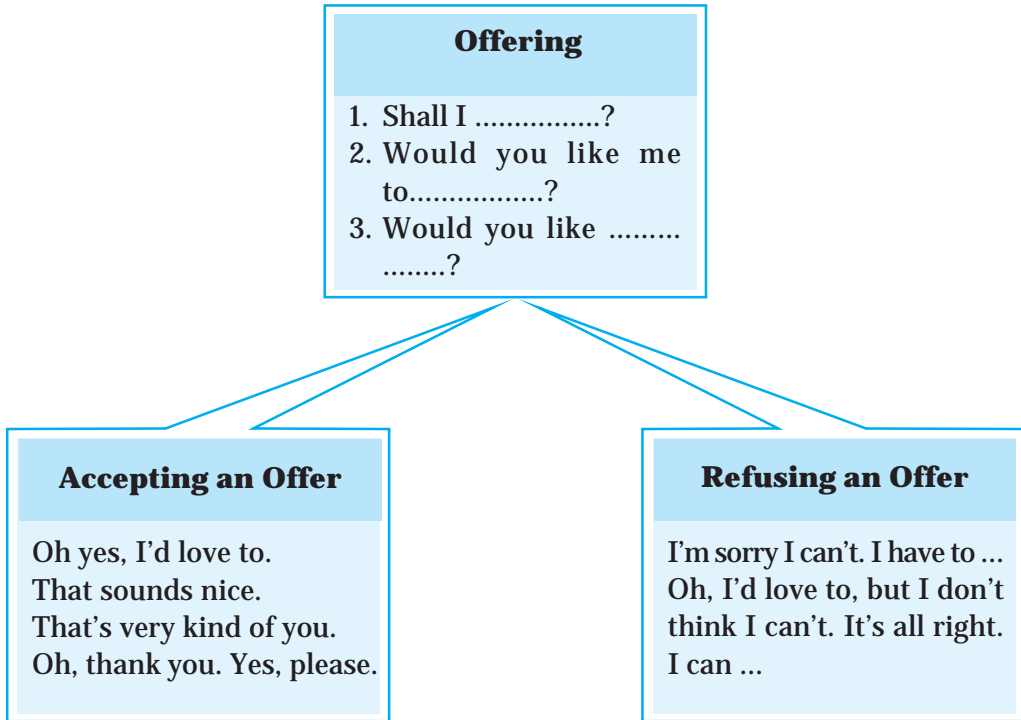 Offering
1. Shall I ................?
2. Would you like me
to.................?
3. Would you like .........
........?
Accepting an Offer
Oh yes, I'd love to.
That sounds nice.
That's very kind of you.
Oh, thank you. Yes, please.
Refusing an Offer
I'm sorry I can't. I have to ...
Oh, I'd love to, but I don't
think I can't. It's all right.
I can ...